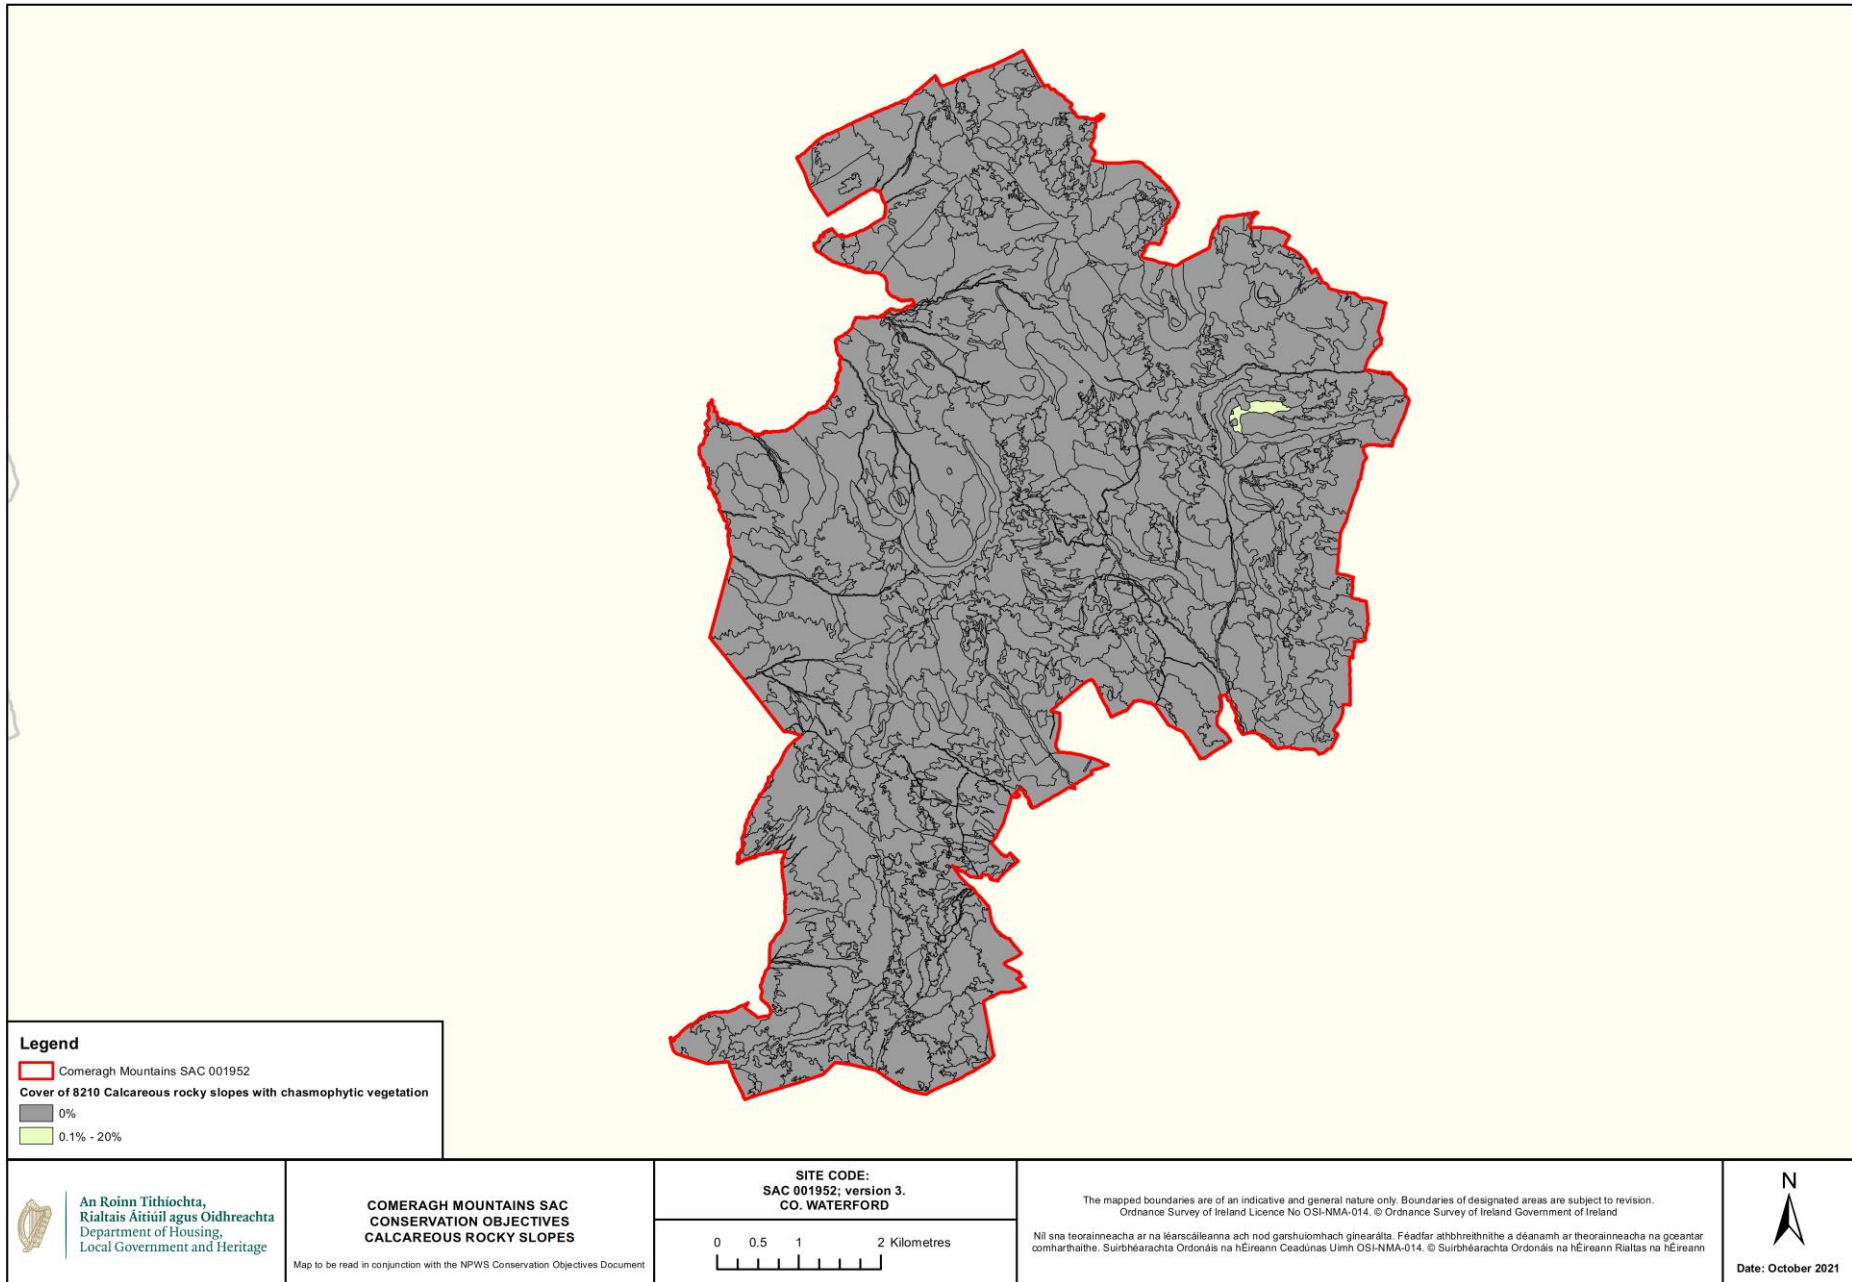 Legend
Comeragh Mountains SAC 001952
Cover of 8210 Calcareous rocky slopes with chasmophytic vegetation
0%
0.1% - 20%
An Roinn Tithíochta,
Rialtais Áitiúil agus Oidhreachta
Department of Housing,
Local Government and Heritage
COMERAGH MOUNTAINS SAC
CONSERVATION OBJECTIVES
CALCAREOUS ROCKY SLOPES
Map to be read in conjunction with the NPWS Conservation Objectives Document
SITE CODE:
SAC 001952; version 3.
CO. WATERFORD
0 0.5 1 2 Kilometres
The mapped boundaries are of an indicative and general nature only. Boundaries of designated areas are subject to revision.
Ordnance Survey of Ireland Licence No OSI-NMA-014. © Ordnance Survey of Ireland Government of Ireland
Níl sna teorainneacha ar na léarscáileanna ach nod garshuiomhach ginearálta. Féadfar athbhreithnithe a déanamh ar theorainneacha na gceantar
comharthaithe. Suirbhéarachta Ordonáis na hÉireann Ceadúnas Uimh OSI-NMA-014. © Suirbhéarachta Ordonáis na hÉireann Rialtas na hÉireann
N
Date: October 2021